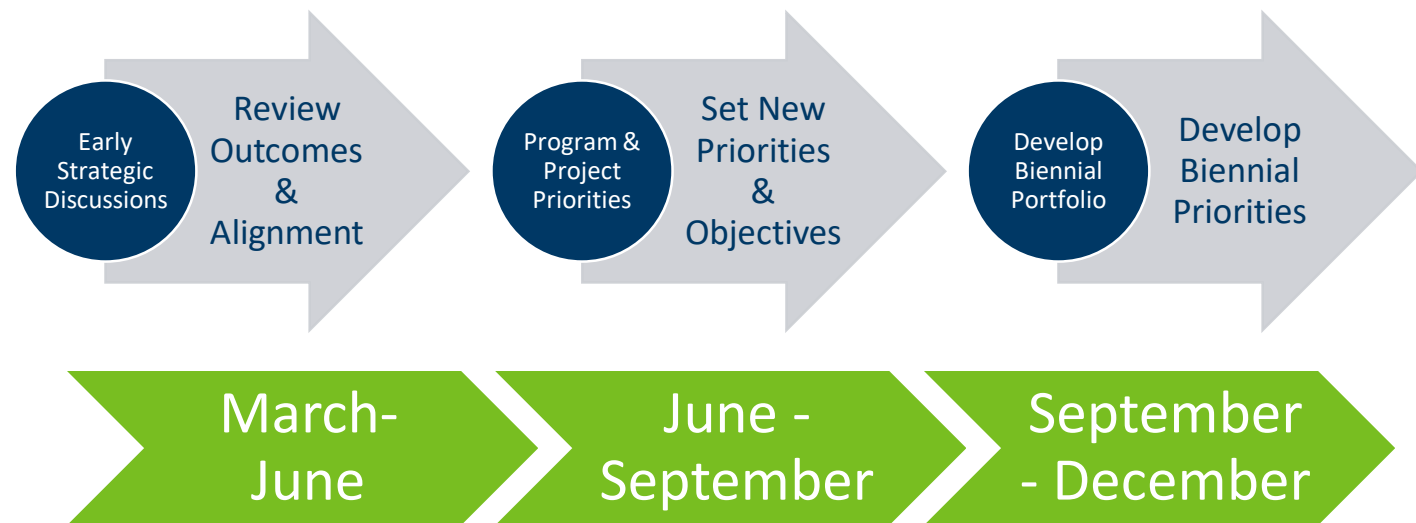 Early
Strategic
Discussions
Review
Outcomes
&
Alignment
Program &
Project
Priorities
Set New
Priorities
&
Objectives
Develop
Biennial
Portfolio
Develop
Biennial
Priorities
March-
June
June -
September
September
- December